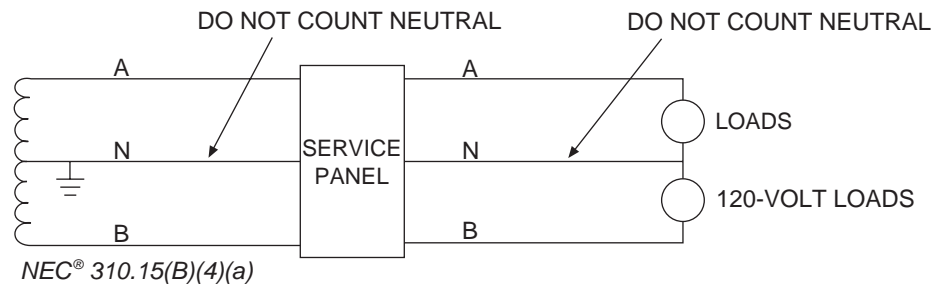 DO NOT COUNT NEUTRAL
DO NOT COUNT NEUTRAL
A
A
LOADS
N
SERVICE
PANEL
N
120-VOLT LOADS
B
B
NEC® 310.15(B)(4)(a)